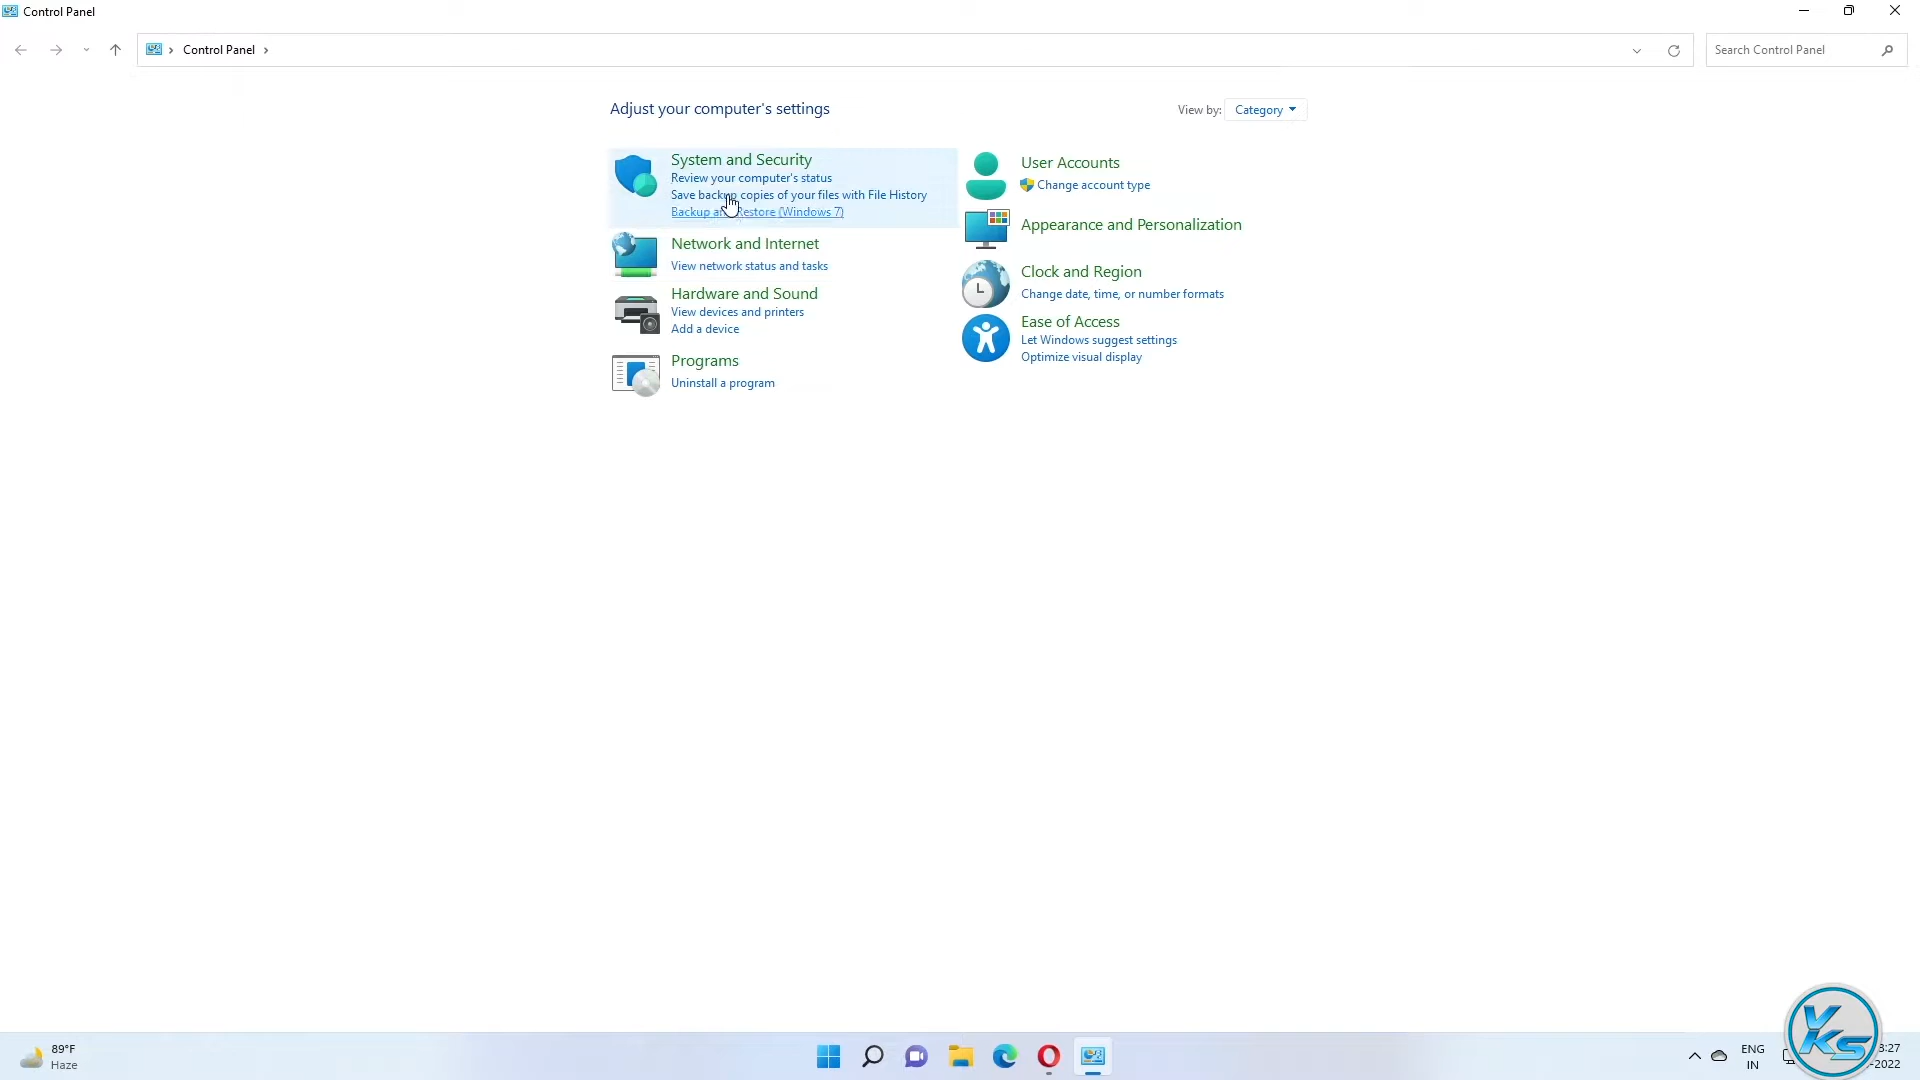 Control Panel
Control Panel
Search Control Panel
Adjust your computer's settings
View by: Category
System and Security
Review your computer's status
Save backup copies of your files with File History
Backup and Restore (Windows 7)
Network and Internet
View network status and tasks
Hardware and Sound
View devices and printers
Add a device
Programs
Uninstall a program
User Accounts
Change account type
Appearance and Personalization
Clock and Region
Change date, time, or number formats
Ease of Access
Let Windows suggest settings
Optimize visual display
89°F
Haze
ENG
IN
:27
-2022
VKS